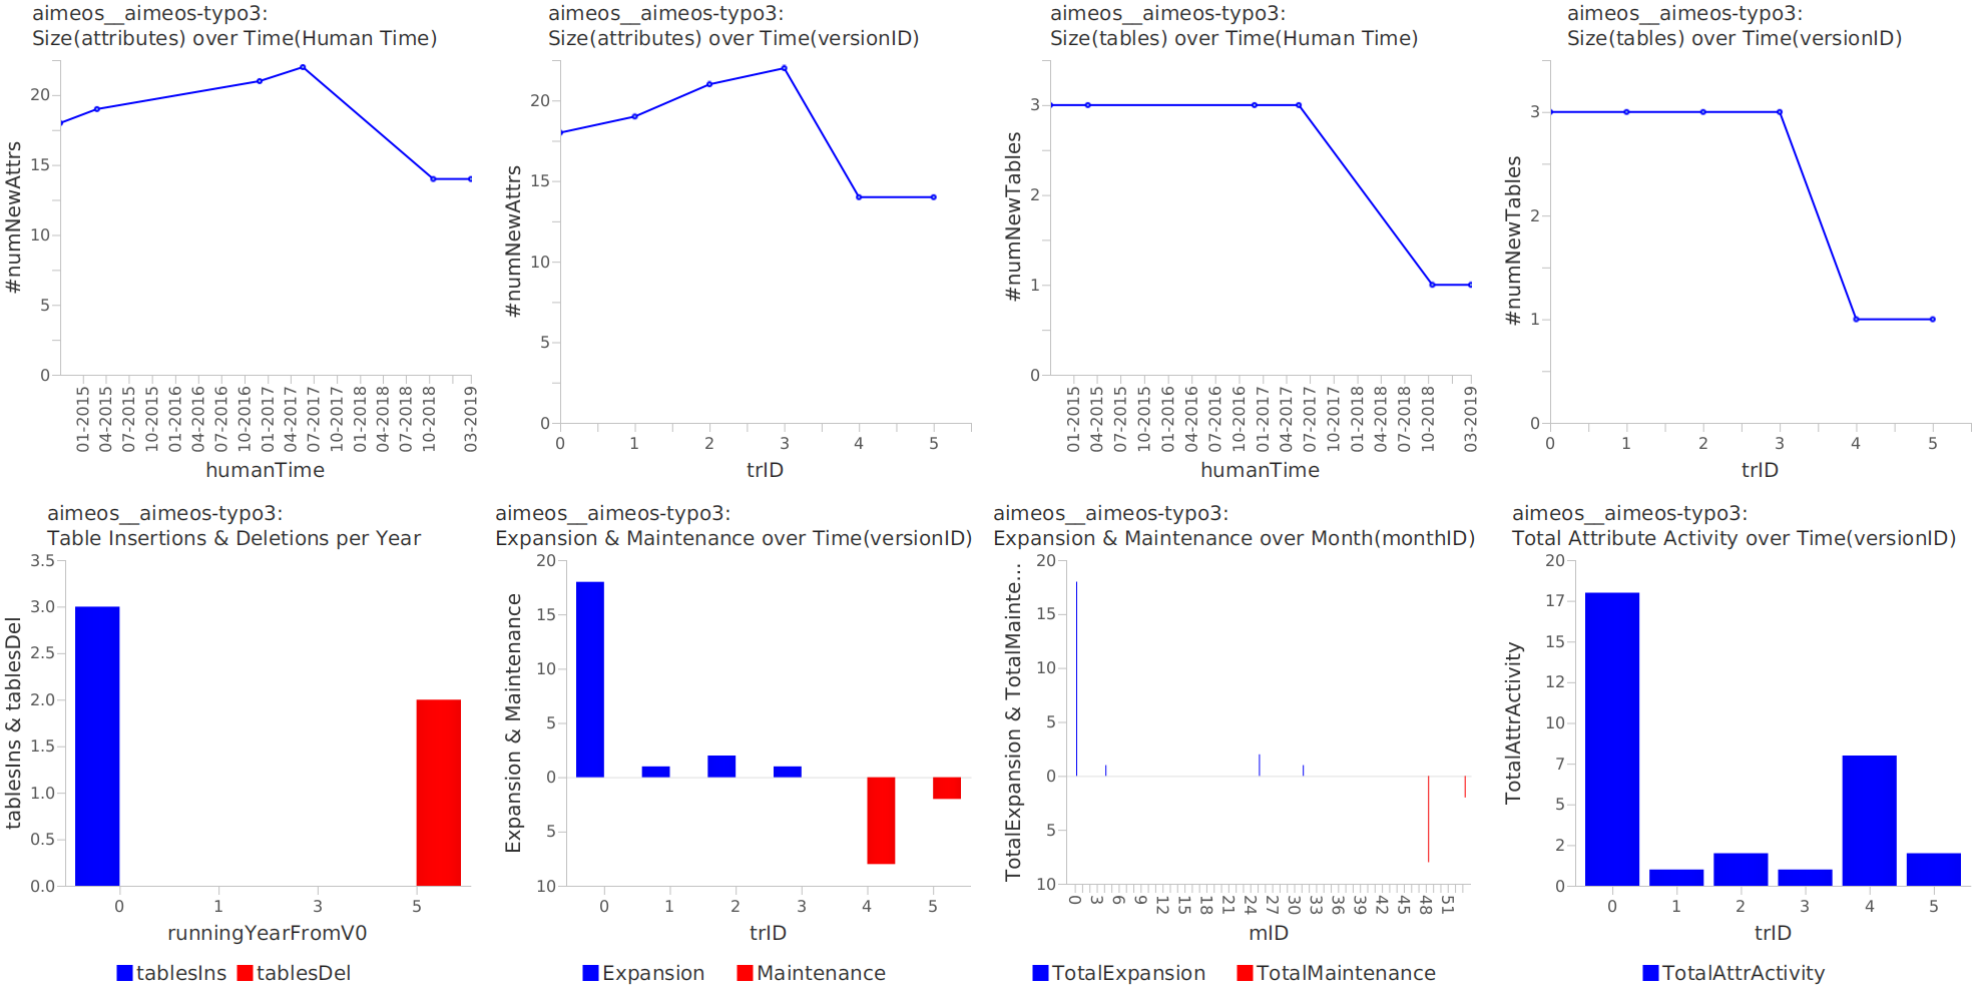 aimeos__aimeos-typo3:
Size(attributes) over Time(Human Time)
#numNewAttrs
20
15
10
5
0
01-2015 04-2015 07-2015 10-2015 01-2016 04-2016 07-2016 10-2016 01-2017 04-2017 07-2017 10-2017 01-2018 04-2018 07-2018 10-2018 03-2019
humanTime
aimeos__aimeos-typo3:
Size(attributes) over Time(versionID)
#numNewAttrs
20
15
10
5
0
0 1 2 3 4 5
trID
aimeos__aimeos-typo3:
Size(tables) over Time(Human Time)
#numNewTables
3
2
1
0
01-2015 04-2015 07-2015 10-2015 01-2016 04-2016 07-2016 10-2016 01-2017 04-2017 07-2017 10-2017 01-2018 04-2018 07-2018 10-2018 03-2019
humanTime
aimeos__aimeos-typo3:
Size(tables) over Time(versionID)
#numNewTables
3
2
1
0
0 1 2 3 4 5
trID
aimeos__aimeos-typo3:
Table Insertions & Deletions per Year
tablesIns & tablesDel
3.5
3.0
2.5
2.0
1.5
1.0
0.5
0.0
0 1 3 5
runningYearFromV0
tablesIns tablesDel
aimeos__aimeos-typo3:
Expansion & Maintenance over Time(versionID)
Expansion & Maintenance
20
15
10
5
0
5
10
0 1 2 3 4 5
trID
Expansion Maintenance
aimeos__aimeos-typo3:
Expansion & Maintenance over Month(monthID)
TotalExpansion & TotalMainte...
20
15
10
5
0
5
10
0 3 6 9 12 15 18 21 24 27 30 33 36 39 42 45 48 51
mID
TotalExpansion TotalMaintenance
aimeos__aimeos-typo3:
Total Attribute Activity over Time(versionID)
TotalAttrActivity
20
17
15
12
10
7
5
2
0
0 1 2 3 4 5
trID
TotalAttrActivity